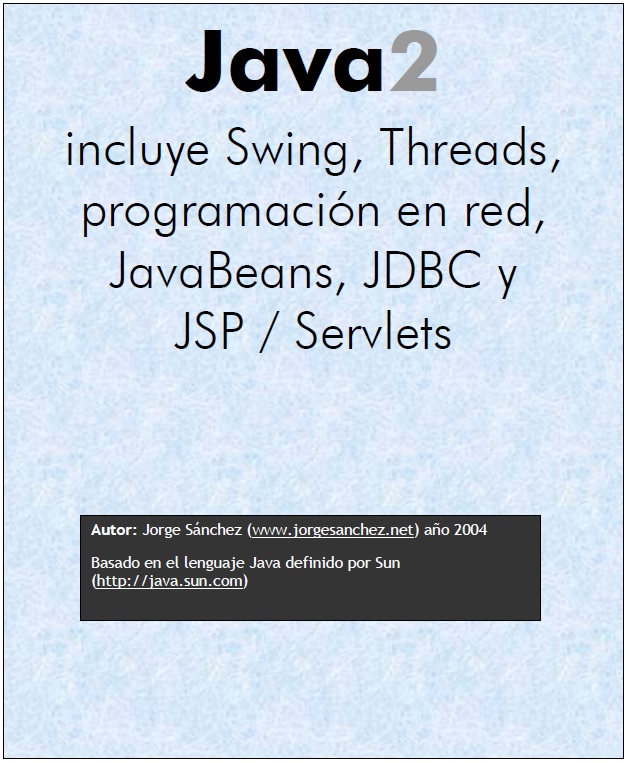 Java2
incluye Swing, Threads,
programación en red,
JavaBeans, JDBC y
JSP / Servlets
Autor: Jorge Sánchez (www.jorgesanchez.net) año 2004
Basado en el lenguaje Java definido por Sun
(http://java.sun.com)